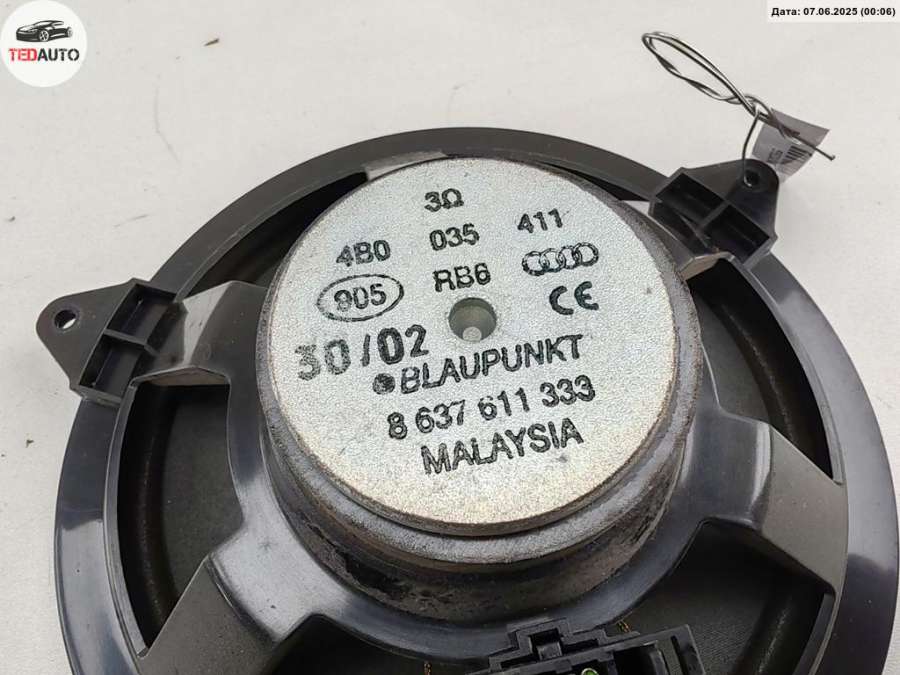 TEDAUTO
Дата: 07.06.2025 (00:06)
3Ω
4B0 035 411
905 RB6
CE
30/02
BLAUPUNKT
8 637 611 333
MALAYSIA